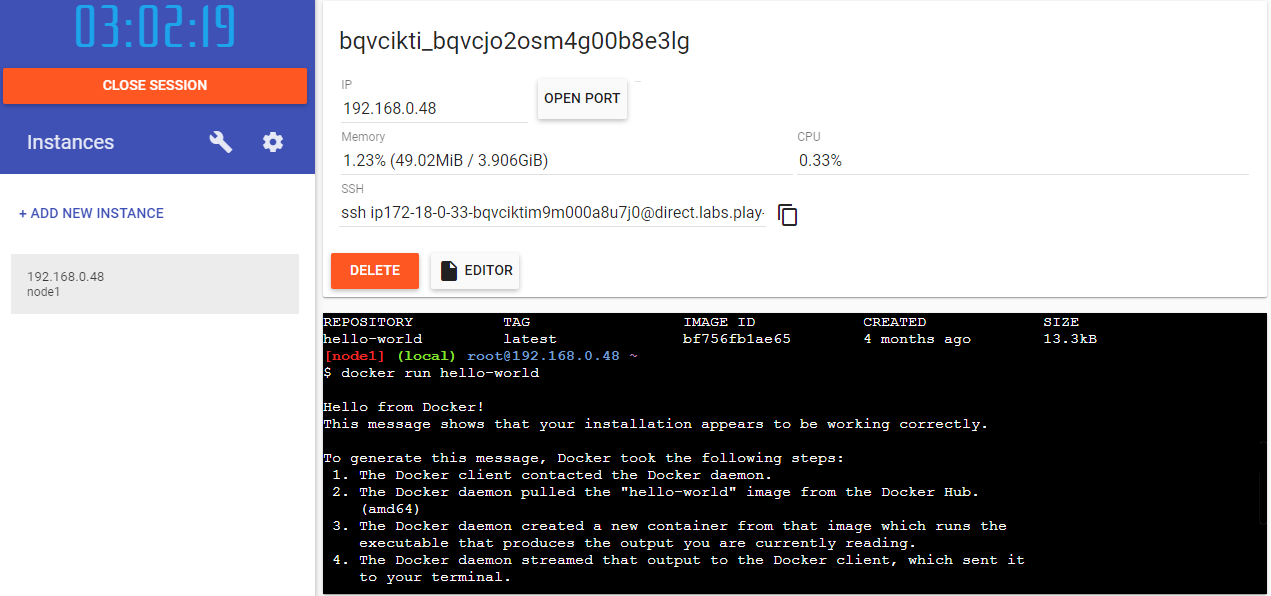 03:02:19
CLOSE SESSION
Instances
+ ADD NEW INSTANCE
192.168.0.48
node1
bqvcikti_bqvcjo2osm4g00b8e3lg
IP
192.168.0.48
OPEN PORT
Memory
1.23% (49.02MiB / 3.906GiB)
CPU
0.33%
SSH
ssh ip172-18-0-33-bqvciktim9m000a8u7j0@direct.labs.play-
DELETE
EDITOR
REPOSITORY TAG IMAGE ID CREATED SIZE
hello-world latest bf756fb1ae65 4 months ago 13.3kB
[node1] (local) root@192.168.0.48 ~
$ docker run hello-world
Hello from Docker!
This message shows that your installation appears to be working correctly.
To generate this message, Docker took the following steps:
1. The Docker client contacted the Docker daemon.
2. The Docker daemon pulled the "hello-world" image from the Docker Hub.
(amd64)
3. The Docker daemon created a new container from that image which runs the
executable that produces the output you are currently reading.
4. The Docker daemon streamed that output to the Docker client, which sent it
to your terminal.